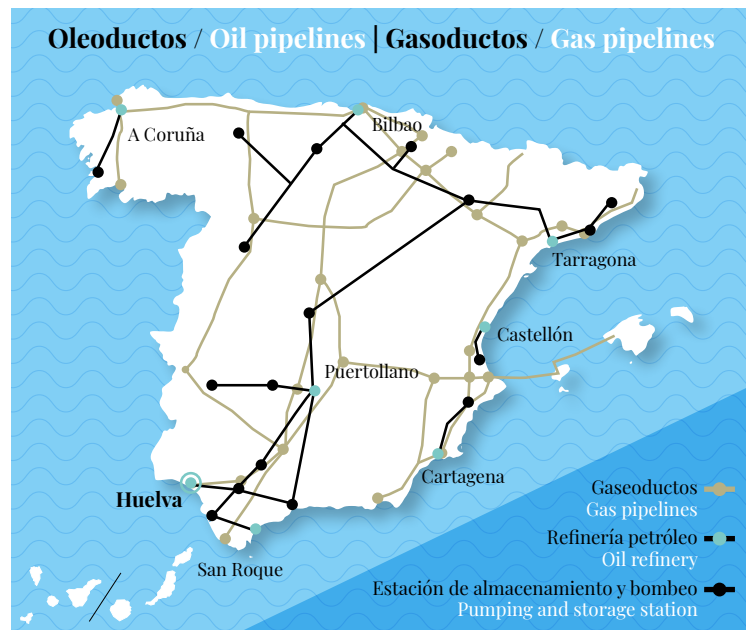 Oleoductos / Oil pipelines | Gasoductos / Gas pipelines
A Coruña
Bilbao
Tarragona
Castellón
Puertollano
Cartagena
Huelva
San Roque
Gaseoductos
Gas pipelines
Refinería petróleo
Oil refinery
Estación de almacenamiento y bombeo
Pumping and storage station